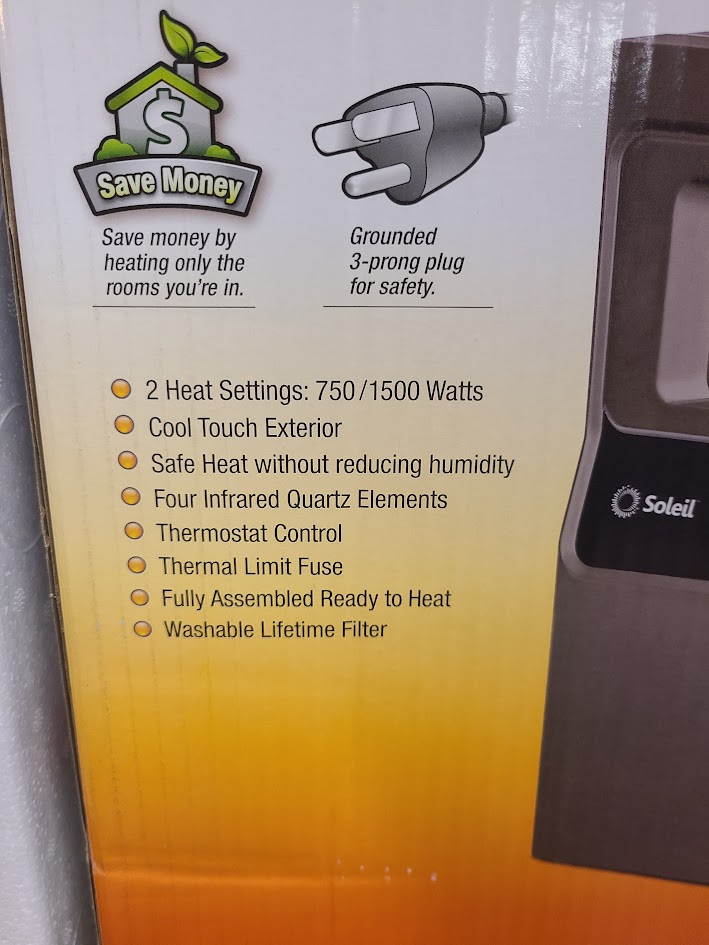 $
Save Money
Save money by
heating only the
rooms you're in.
Grounded
3-prong plug
for safety.
2 Heat Settings: 750/1500 Watts
Cool Touch Exterior
Safe Heat without reducing humidity
Four Infrared Quartz Elements
Thermostat Control
Thermal Limit Fuse
Fully Assembled Ready to Heat
Washable Lifetime Filter
Soleil